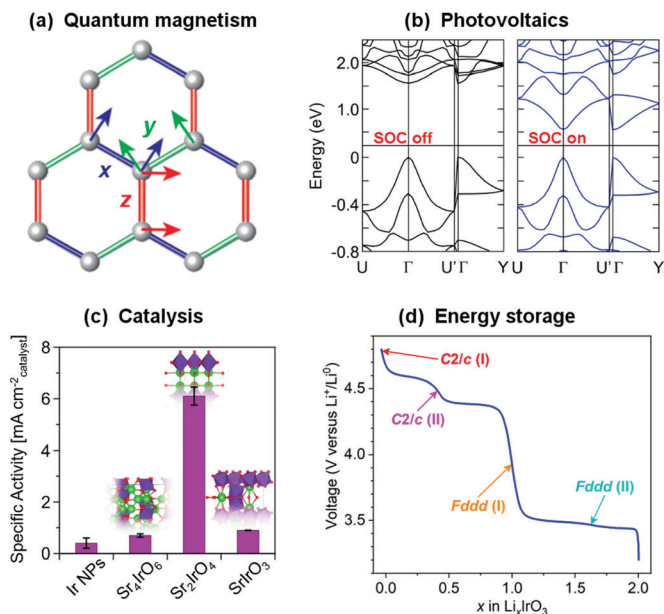 (a) Quantum magnetism
y
x
z
(b) Photovoltaics
Energy (eV)
2.0
1.0
0
-0.4
-0.8
SOC off
SOC on
U Γ U' Γ Y
U Γ U' Γ Y
(c) Catalysis
Specific Activity [mA cm⁻²catalyst]
8
6
4
2
0
Ir NPs
Sr₄IrO₆
Sr₂IrO₄
SrIrO₃
(d) Energy storage
Voltage (V versus Li⁺/Li⁰)
4.5
4.0
3.5
C2/c (I)
C2/c (II)
Fddd (I)
Fddd (II)
0.0 0.5 1.0 1.5 2.0
x in LiₓIrO₃